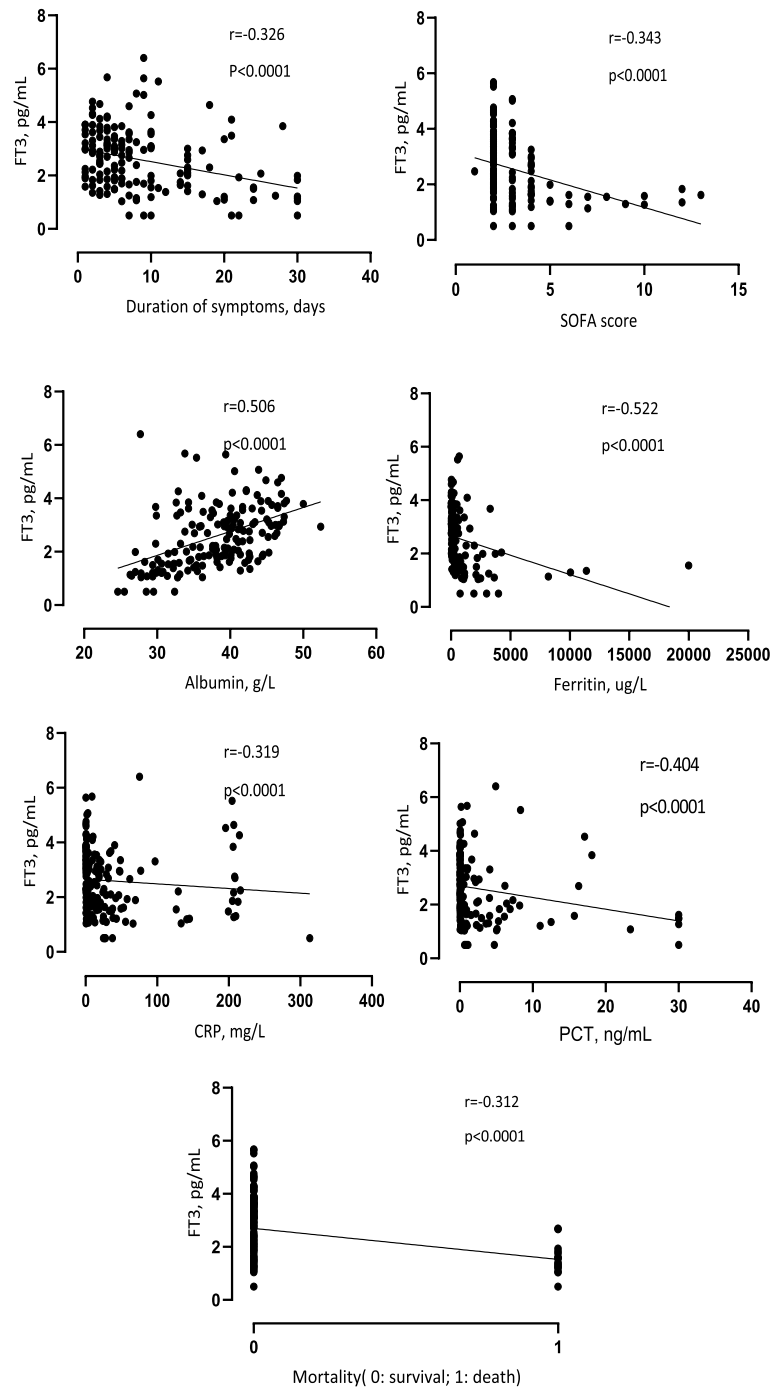 8
6
4
2
0
FT3, pg/mL
r=-0.326
P<0.0001
0 10 20 30 40
Duration of symptoms, days
8
6
4
2
0
FT3, pg/mL
r=-0.343
p<0.0001
0 5 10 15
SOFA score
8
6
4
2
0
FT3, pg/mL
r=0.506
p<0.0001
20 30 40 50 60
Albumin, g/L
8
6
4
2
0
FT3, pg/mL
r=-0.522
p<0.0001
0 5000 10000 15000 20000 25000
Ferritin, ug/L
8
6
4
2
0
FT3, pg/mL
r=-0.319
p<0.0001
0 100 200 300 400
CRP, mg/L
8
6
4
2
0
FT3, pg/mL
r=-0.404
p<0.0001
0 10 20 30 40
PCT, ng/mL
8
6
4
2
0
FT3, pg/mL
r=-0.312
p<0.0001
0 1
Mortality( 0: survival; 1: death)